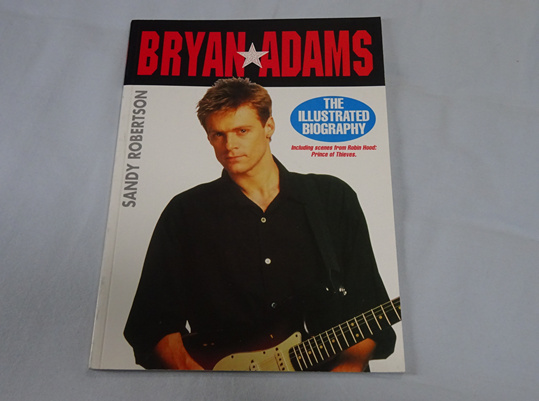 BRYAN ADAMS
SANDY ROBERTSON
THE
ILLUSTRATED
BIOGRAPHY
Including scenes from Robin Hood:
Prince of Thieves.